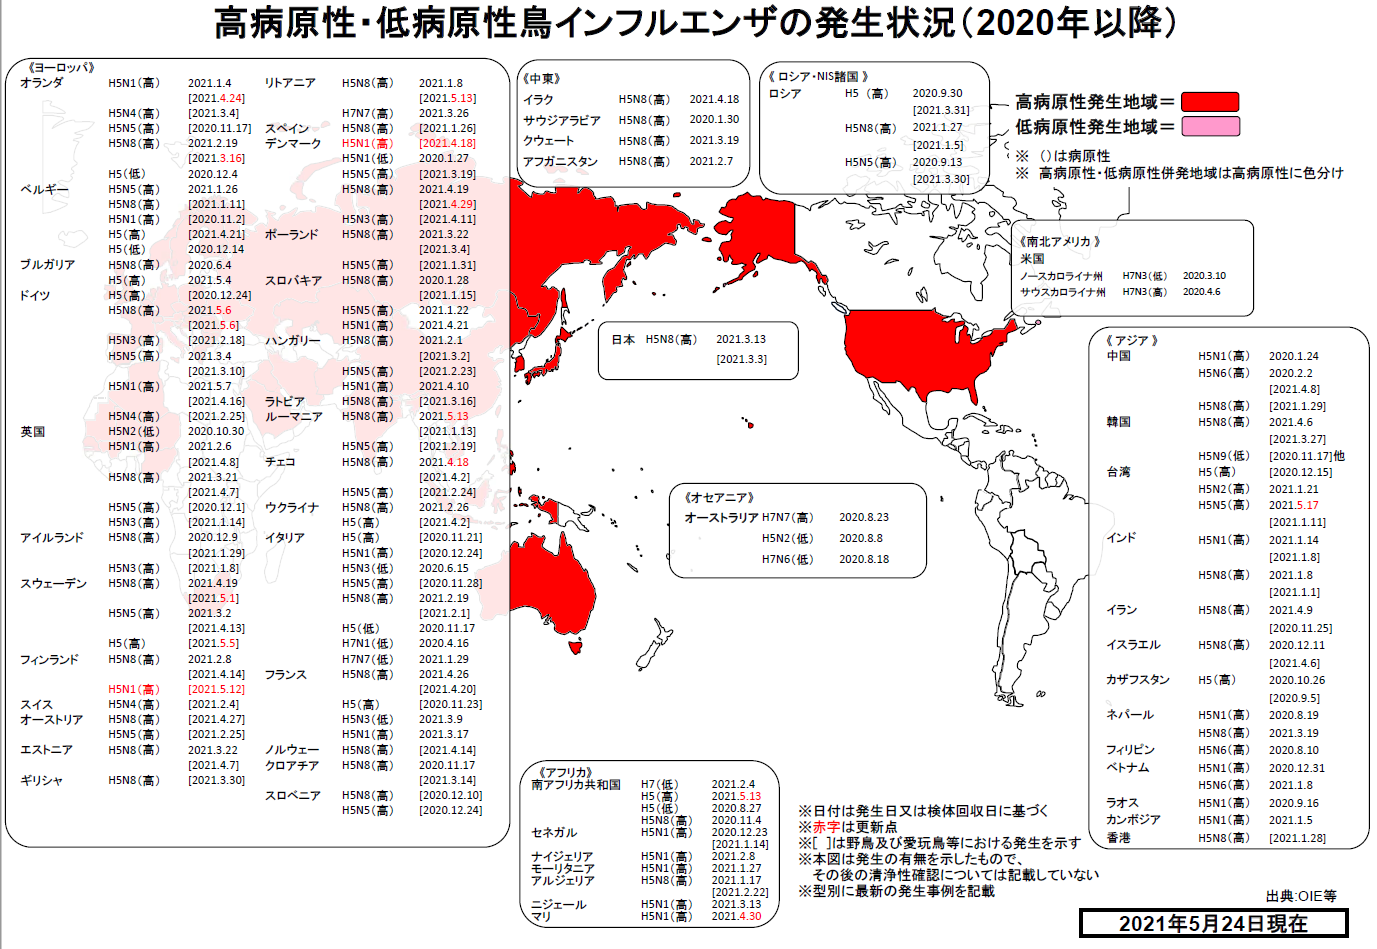 高病原性・低病原性鳥インフルエンザの発生状況（2020年以降）
《ヨーロッパ》
オランダ H5N1（高） 2021.1.4
[2021.4.24]
H5N4（高） [2021.3.4]
H5N5（高） [2020.11.17]
H5N8（高） 2021.2.19
[2021.3.16]
H5（低） 2020.12.4
ベルギー H5N5（高） 2021.1.26
H5N8（高） [2021.1.11]
H5N1（高） [2020.11.2]
H5（高） [2021.4.21]
H5（低） 2020.12.14
ブルガリア H5N8（高） 2020.6.4
H5（高） 2021.5.4
ドイツ H5（高） [2020.12.24]
H5N8（高） 2021.5.6
[2021.5.6]
H5N3（高） [2021.2.18]
H5N5（高） 2021.3.4
[2021.3.10]
H5N1（高） 2021.5.7
[2021.4.16]
H5N4（高） [2021.2.25]
英国 H5N2（低） 2020.10.30
H5N1（高） 2021.2.6
[2021.4.8]
H5N8（高） 2021.3.21
[2021.4.7]
H5N5（高） [2020.12.1]
H5N3（高） [2021.1.14]
アイルランド H5N8（高） 2020.12.9
[2021.1.29]
H5N3（高） [2021.1.8]
スウェーデン H5N8（高） 2021.4.19
[2021.5.1]
H5N5（高） 2021.3.2
[2021.4.13]
H5（高） [2021.5.5]
フィンランド H5N8（高） 2021.2.8
[2021.4.14]
H5N1（高） [2021.5.12]
スイス H5N4（高） [2021.2.4]
オーストリア H5N8（高） [2021.4.27]
H5N5（高） [2021.2.25]
エストニア H5N8（高） 2021.3.22
[2021.4.7]
ギリシャ H5N8（高） [2021.3.30]
リトアニア H5N8（高） 2021.1.8
[2021.5.13]
H7N7（高） 2021.3.26
スペイン H5N8（高） [2021.1.26]
デンマーク H5N1（高） [2021.4.18]
H5N1（低） 2020.1.27
H5N5（高） [2021.3.19]
H5N8（高） 2021.4.19
[2021.4.29]
H5N3（高） [2021.4.11]
ポーランド H5N8（高） 2021.3.22
[2021.3.4]
H5N5（高） [2021.1.31]
スロバキア H5N8（高） 2020.1.28
[2021.1.15]
H5N5（高） 2021.1.22
H5N1（高） 2021.4.21
ハンガリー H5N8（高） 2021.2.1
[2021.3.2]
H5N5（高） [2021.2.23]
H5N1（高） 2021.4.10
ラトビア H5N8（高） [2021.3.16]
ルーマニア H5N8（高） 2021.5.13
[2021.1.13]
H5N5（高） [2021.2.19]
チェコ H5N8（高） 2021.4.18
[2021.4.2]
H5N5（高） [2021.2.24]
ウクライナ H5N8（高） 2021.2.26
H5（高） [2021.4.2]
イタリア H5（高） [2020.11.21]
H5N1（高） [2020.12.24]
H5N3（低） 2020.6.15
H5N5（高） [2020.11.28]
H5N8（高） 2021.2.19
[2021.2.1]
H5（低） 2020.11.17
H7N1（低） 2020.4.16
H7N7（低） 2021.1.29
フランス H5N8（高） 2021.4.26
[2021.4.20]
H5（高） [2020.11.23]
H5N3（低） 2021.3.9
H5N1（高） 2021.3.17
ノルウェー H5N8（高） [2021.4.14]
クロアチア H5N8（高） 2020.11.17
[2021.3.14]
スロベニア H5N8（高） [2020.12.10]
H5N5（高） [2020.12.24]
《中東》
イラク H5N8（高） 2021.4.18
サウジアラビア H5N8（高） 2020.1.30
クウェート H5N8（高） 2021.3.19
アフガニスタン H5N8（高） 2021.2.7
《 ロシア・NIS諸国 》
ロシア H5 （高） 2020.9.30
[2021.3.31]
H5N8（高） 2021.1.27
[2021.1.5]
H5N5（高） 2020.9.13
[2021.3.30]
高病原性発生地域＝
低病原性発生地域＝
※ （）は病原性
※ 高病原性・低病原性併発地域は高病原性に色分け
《南北アメリカ 》
米国
ノースカロライナ州 H7N3（低） 2020.3.10
サウスカロライナ州 H7N3（高） 2020.4.6
日本 H5N8（高） 2021.3.13
[2021.3.3]
《オセアニア》
オーストラリア H7N7（高） 2020.8.23
H5N2（低） 2020.8.8
H7N6（低） 2020.8.18
《 アジア 》
中国 H5N1（高） 2020.1.24
H5N6（高） 2020.2.2
[2021.4.8]
H5N8（高） [2021.1.29]
韓国 H5N8（高） 2021.4.6
[2021.3.27]
H5N9（低） [2020.11.17]他
台湾 H5（高） [2020.12.15]
H5N2（高） 2021.1.21
H5N5（高） 2021.5.17
[2021.1.11]
インド H5N1（高） 2021.1.14
[2021.1.8]
H5N8（高） 2021.1.8
[2021.1.1]
イラン H5N8（高） 2021.4.9
[2020.11.25]
イスラエル H5N8（高） 2020.12.11
[2021.4.6]
カザフスタン H5（高） 2020.10.26
[2020.9.5]
ネパール H5N1（高） 2020.8.19
H5N8（高） 2021.3.19
フィリピン H5N6（高） 2020.8.10
ベトナム H5N1（高） 2020.12.31
H5N6（高） 2021.1.8
ラオス H5N1（高） 2020.9.16
カンボジア H5N1（高） 2021.1.5
香港 H5N8（高） [2021.1.28]
《アフリカ》
南アフリカ共和国 H7（低） 2021.2.4
H5（高） 2021.5.13
H5（低） 2020.8.27
H5N8（高） 2020.11.4
セネガル H5N1（高） 2020.12.23
[2021.1.14]
ナイジェリア H5N1（高） 2021.2.8
モーリタニア H5N1（高） 2021.1.27
アルジェリア H5N8（高） 2021.1.17
[2021.2.22]
ニジェール H5N1（高） 2021.3.13
マリ H5N1（高） 2021.4.30
※日付は発生日又は検体回収日に基づく
※赤字は更新点
※[ ]は野鳥及び愛玩鳥等における発生を示す
※本図は発生の有無を示したもので、
その後の清浄性確認については記載していない
※型別に最新の発生事例を記載
出典:OIE等
2021年5月24日現在